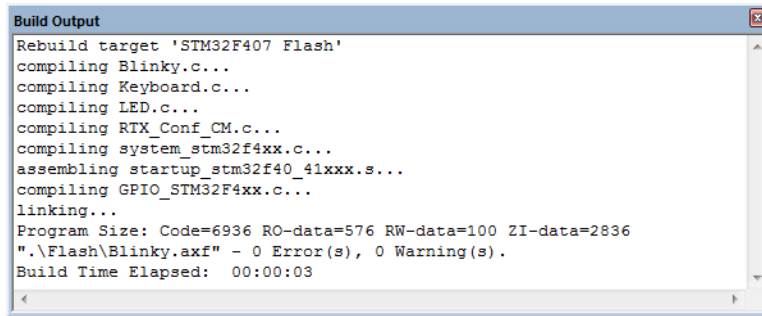 Build Output
Rebuild target 'STM32F407 Flash'
compiling Blinky.c...
compiling Keyboard.c...
compiling LED.c...
compiling RTX_Conf_CM.c...
compiling system_stm32f4xx.c...
assembling startup_stm32f40_41xxx.s...
compiling GPIO_STM32F4xx.c...
linking...
Program Size: Code=6936 RO-data=576 RW-data=100 ZI-data=2836
".\Flash\Blinky.axf" - 0 Error(s), 0 Warning(s).
Build Time Elapsed:  00:00:03